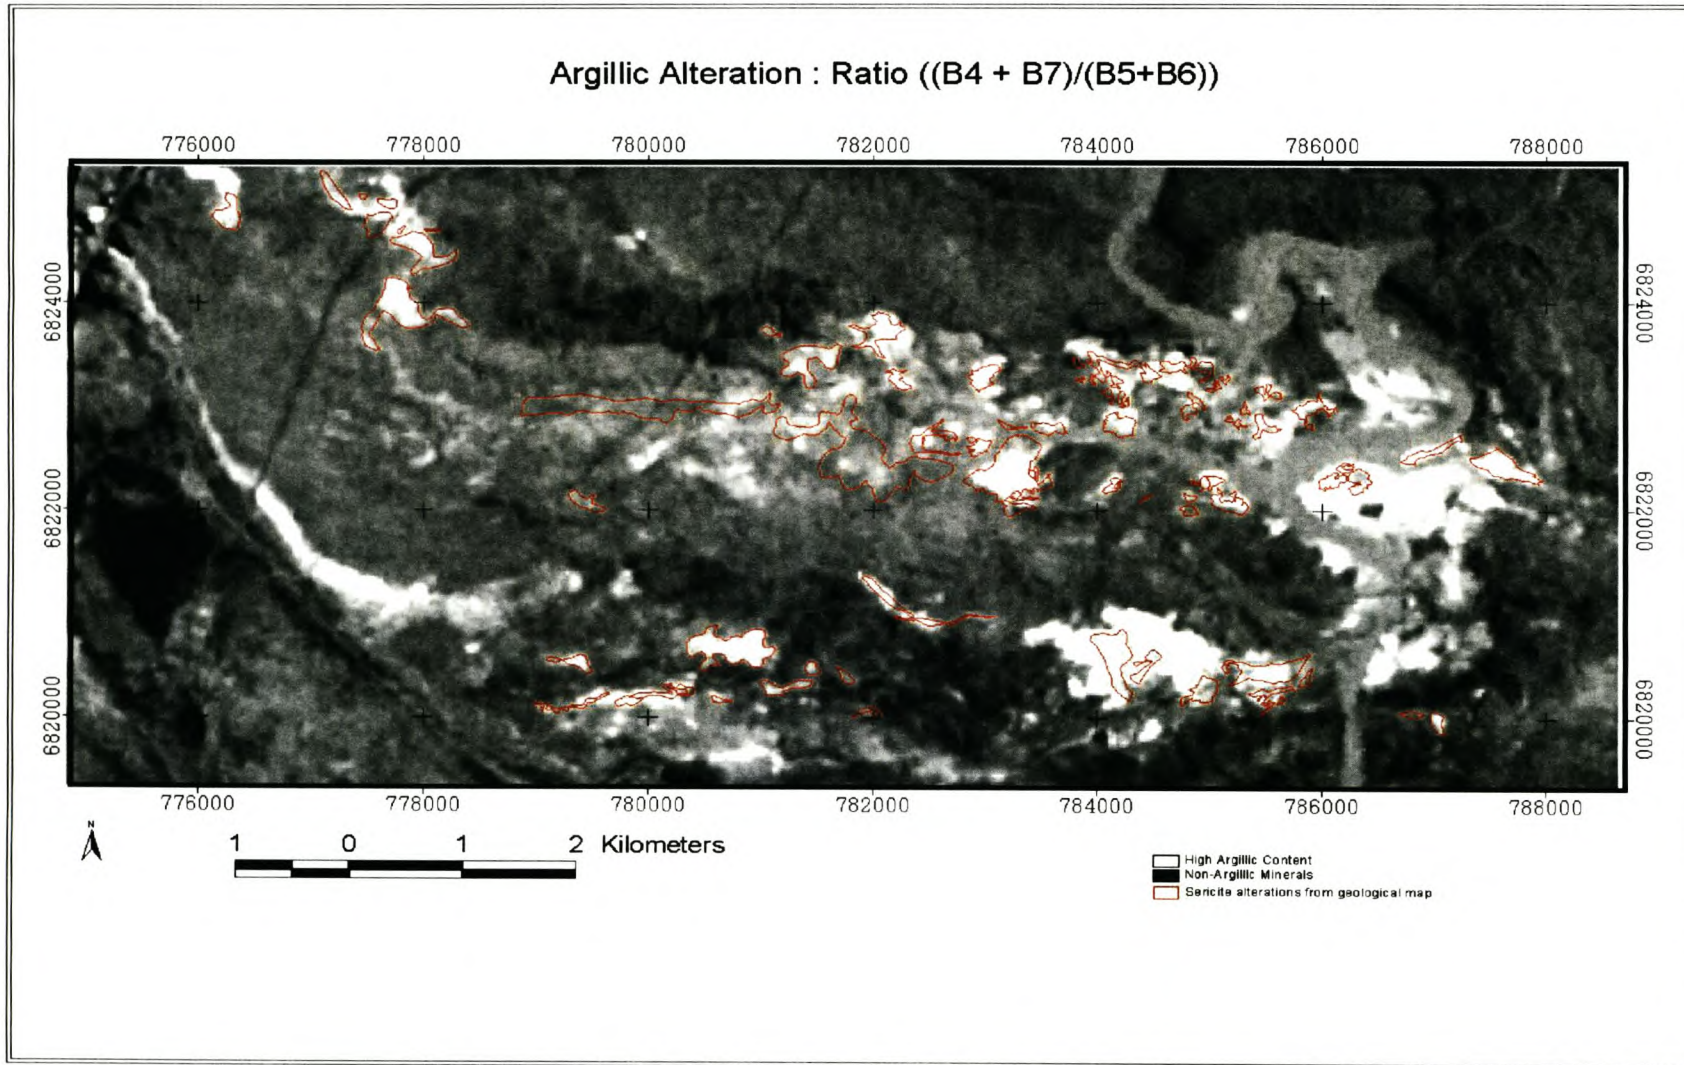 Argillic Alteration : Ratio ((B4 + B7)/(B5+B6))
776000 778000 780000 782000 784000 786000 788000
6824000 6824000
6822000 6822000
6820000 6820000
776000 778000 780000 782000 784000 786000 788000
N
1 0 1 2 Kilometers
High Argillic Content
Non-Argillic Minerals
Sericite alterations from geological map